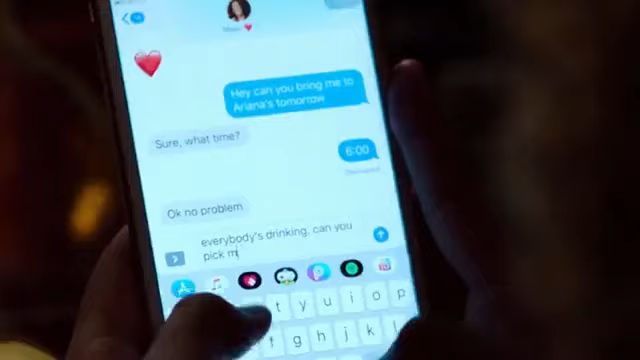 Hey can you bring me to
Ariana's tomorrow
Sure, what time?
6:00
Delivered
Ok no problem
everybody's drinking, can you
pick m
t y u i o p
f g h j k l